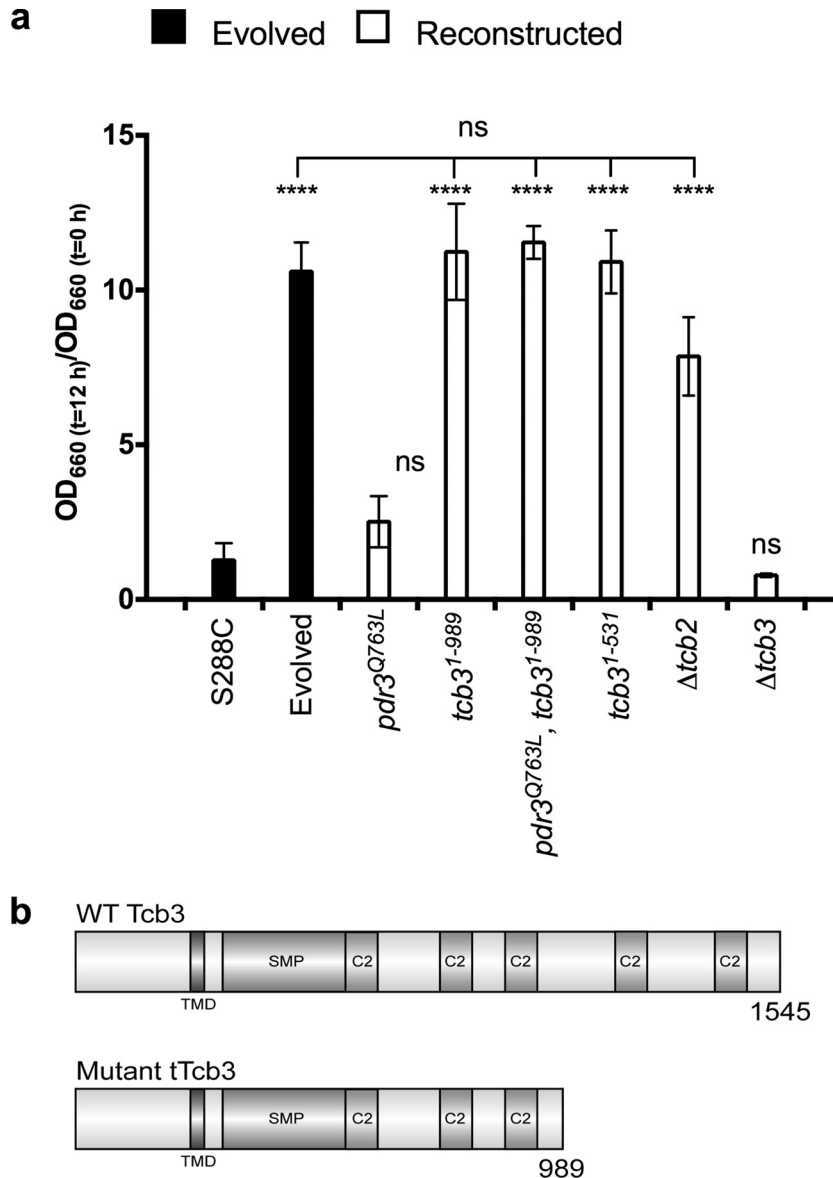 a
Evolved Reconstructed
ns
15
**** **** **** **** ****
10
5
0
ns
ns
OD660 (t=12 h)/OD660 (t=0 h)
S288C
Evolved
pdr3Q763L
tcb31-989
pdr3Q763L, tcb31-989
tcb31-531
Δtcb2
Δtcb3
b
WT Tcb3
SMP C2 C2 C2 C2 C2
TMD
1545
Mutant tTcb3
SMP C2 C2 C2
TMD
989